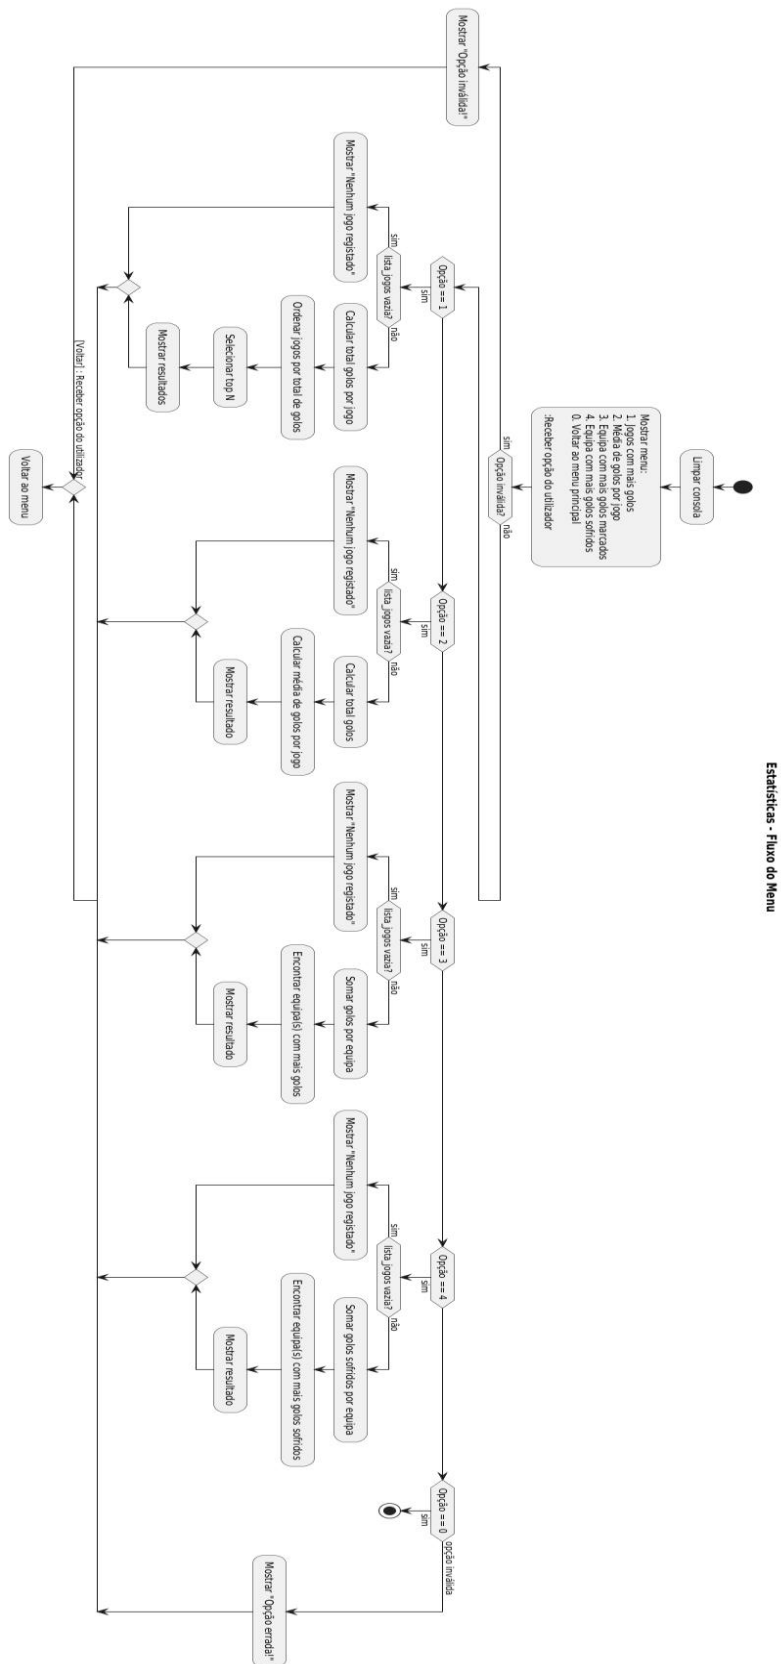 Estatísticas - Fluxo do Menu
Limpar consola
Mostrar menu:
1. Jogos com mais golos
2. Média de golos por jogo
3. Equipa com mais golos marcados
4. Equipa com mais golos sofridos
0. Voltar ao menu principal
:Receber opção do utilizador
sim
Opção inválida?
não
Mostrar "Opção inválida!"
Opção == 1
sim
lista_jogos vazia?
sim
não
Mostrar "Nenhum jogo registado"
Calcular total golos por jogo
Ordenar jogos por total de golos
Selecionar top N
Mostrar resultados
Opção == 2
sim
lista_jogos vazia?
sim
não
Mostrar "Nenhum jogo registado"
Calcular total golos
Calcular média de golos por jogo
Mostrar resultado
Opção == 3
sim
lista_jogos vazia?
sim
não
Mostrar "Nenhum jogo registado"
Somar golos por equipa
Encontrar equipa(s) com mais golos
Mostrar resultado
Opção == 4
sim
lista_jogos vazia?
sim
não
Mostrar "Nenhum jogo registado"
Somar golos sofridos por equipa
Encontrar equipa(s) com mais golos sofridos
Mostrar resultado
Opção == 0
sim
opção inválida
Mostrar "Opção errada!"
[Voltar] : Receber opção do utilizador
Voltar ao menu